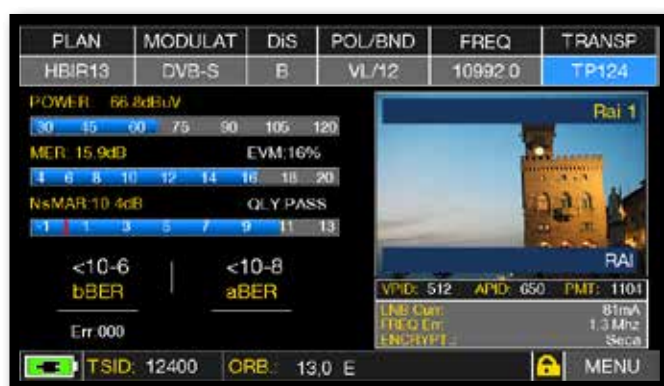 PLAN MODULAT DiS POL/BND FREQ TRANSP
HBIR13 DVB-S B VL/12 10992.0 TP124
POWER: 66.8dBuV
30 45 60 75 90 105 120
MER: 15.9dB EVM:16%
4 6 8 10 12 14 16 18 20
NsMAR:10.4dB QLY:PASS
-1 1 3 5 7 9 11 13
<10-6 <10-8
bBER aBER
Err:000
Rai 1
RAI
VPID: 512 APID: 650 PMT: 1104
LNB Curr: 81mA
FREQ Err: 1.3 Mhz
ENCRYPT.: Seca
TSID: 12400 ORB.: 13,0 E MENU